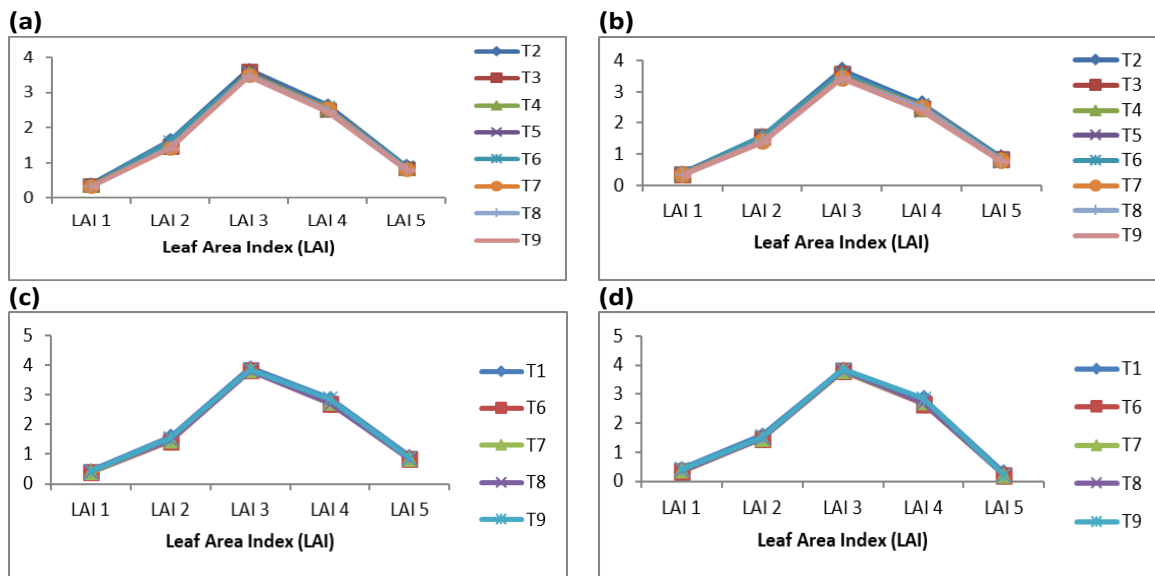 (a)
4
3
2
1
0
LAI 1 LAI 2 LAI 3 LAI 4 LAI 5
Leaf Area Index (LAI)
T2
T3
T4
T5
T6
T7
T8
T9
(b)
4
3
2
1
0
LAI 1 LAI 2 LAI 3 LAI 4 LAI 5
Leaf Area Index (LAI)
T2
T3
T4
T5
T6
T7
T8
T9
(c)
5
4
3
2
1
0
LAI 1 LAI 2 LAI 3 LAI 4 LAI 5
Leaf Area Index (LAI)
T1
T6
T7
T8
T9
(d)
5
4
3
2
1
0
LAI 1 LAI 2 LAI 3 LAI 4 LAI 5
Leaf Area Index (LAI)
T1
T6
T7
T8
T9